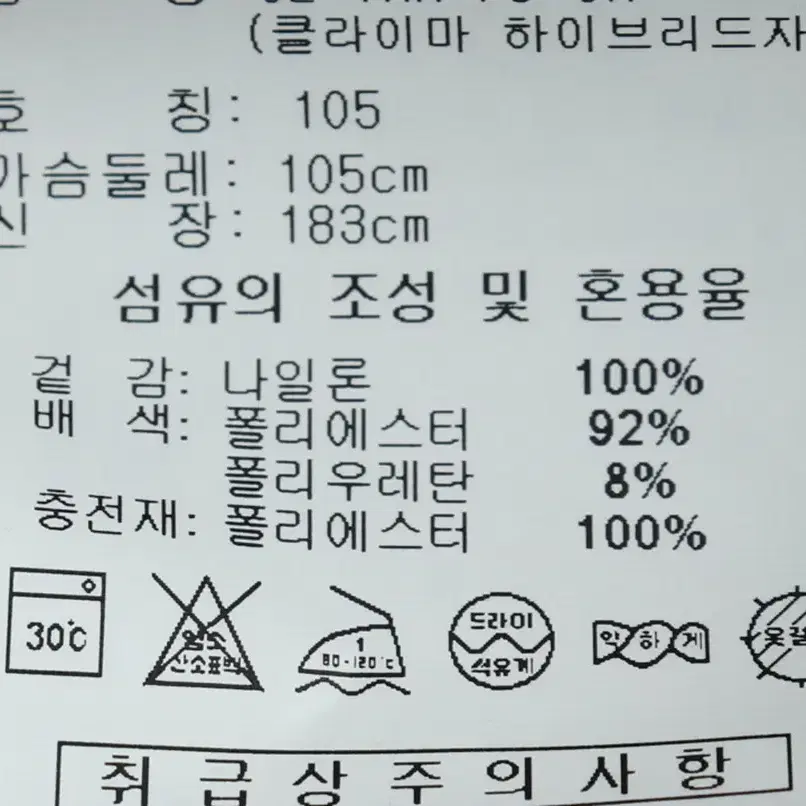 (클라이마 하이브리드자
호 칭: 105
가슴둘레: 105cm
신 장: 183cm
섬유의 조성 및 혼용율
겉 감: 나일론 100%
배 색: 폴리에스터 92%
폴리우레탄 8%
충전재: 폴리에스터 100%
30℃
염소
산소표백
1
80-120℃
드라이
석유계
약하게
옷걸
취급상주의사항